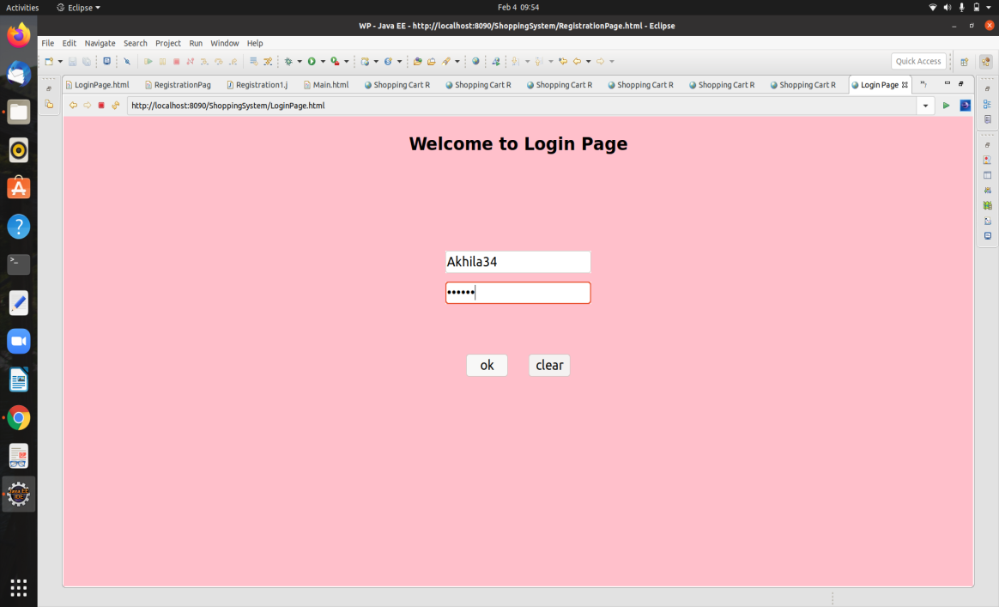 Activities Eclipse Feb 4 09:54
WP - Java EE - http://localhost:8090/ShoppingSystem/RegistrationPage.html - Eclipse
File Edit Navigate Search Project Run Window Help
Quick Access
LoginPage.html RegistrationPag Registration1.j Main.html Shopping Cart R Shopping Cart R Shopping Cart R Shopping Cart R Shopping Cart R Shopping Cart R Login Page
http://localhost:8090/ShoppingSystem/LoginPage.html
Welcome to Login Page
Akhila34
••••••
ok clear
Java EE
IDE